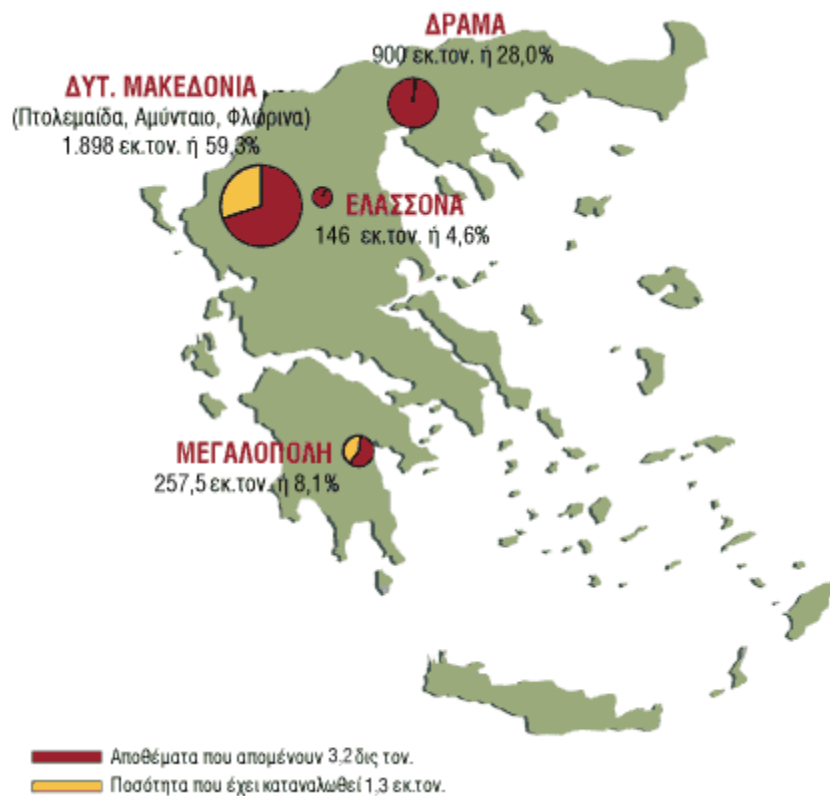 ΔΡΑΜΑ
900 εκ.τον. ή 28,0%
ΔΥΤ. ΜΑΚΕΔΟΝΙΑ
(Πτολεμαίδα, Αμύνταιο, Φλώρινα)
1.898 εκ.τον. ή 59,3%
ΕΛΑΣΣΟΝΑ
146 εκ.τον. ή 4,6%
ΜΕΓΑΛΟΠΟΛΗ
257,5 εκ.τον. ή 8,1%
Αποθέματα που απομένουν 3,2 δις τον.
Ποσότητα που έχει καταναλωθεί 1,3 εκ.τον.